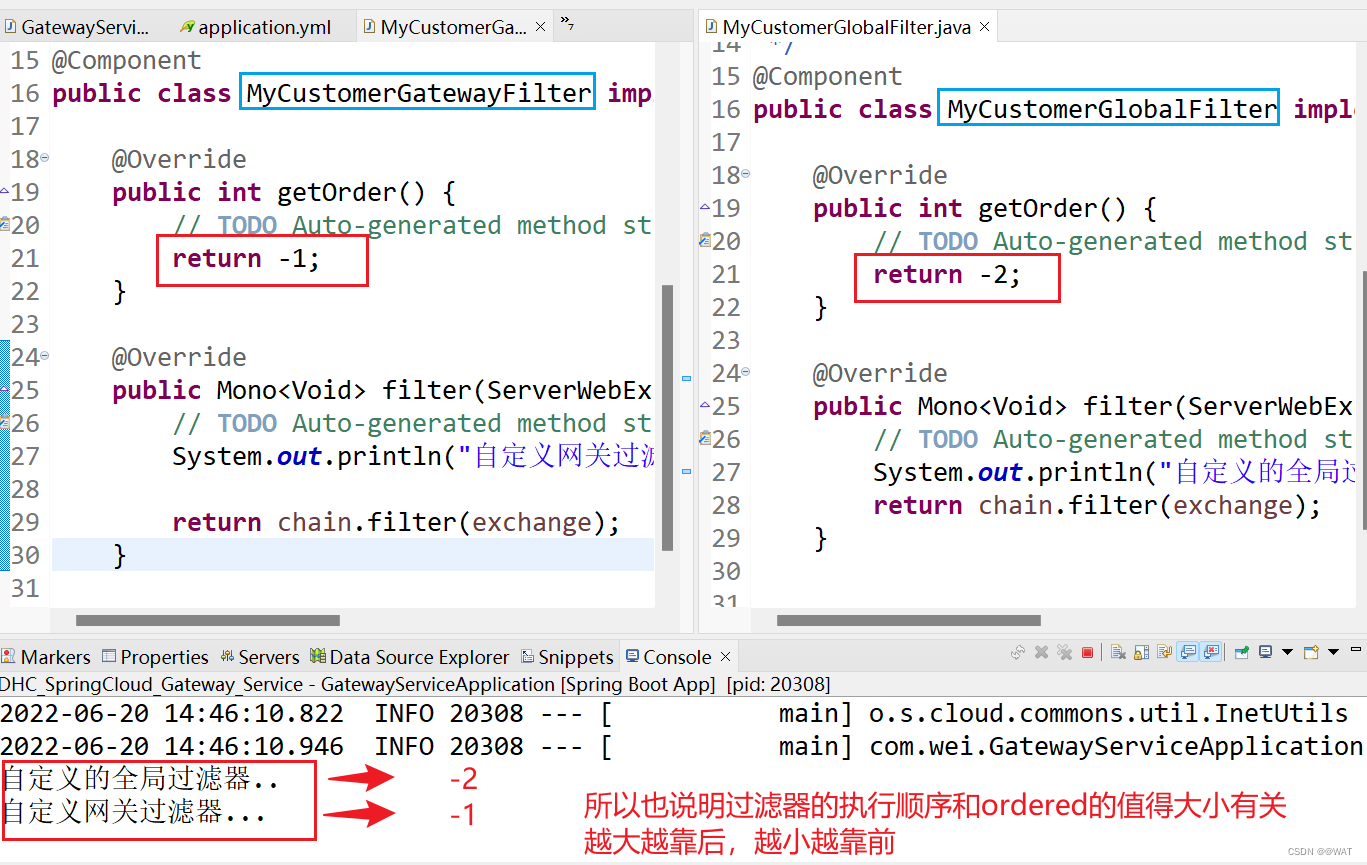 GatewayServi...
application.yml
MyCustomerGa...
"7
15 @Component
16 public class MyCustomerGatewayFilter imp
17
18 @Override
19 public int getOrder() {
20 // TODO Auto-generated method st
21 return -1;
22 }
23
24 @Override
25 public Mono<Void> filter(ServerWebEx
26 // TODO Auto-generated method st
27 System.out.println("自定义网关过滤
28
29 return chain.filter(exchange);
30 }
31
MyCustomerGlobalFilter.java
14 */
15 @Component
16 public class MyCustomerGlobalFilter impl
17
18 @Override
19 public int getOrder() {
20 // TODO Auto-generated method st
21 return -2;
22 }
23
24 @Override
25 public Mono<Void> filter(ServerWebEx
26 // TODO Auto-generated method st
27 System.out.println("自定义的全局过
28 return chain.filter(exchange);
29 }
30
31
Markers Properties Servers Data Source Explorer Snippets Console
DHC_SpringCloud_Gateway_Service - GatewayServiceApplication [Spring Boot App] [pid: 20308]
2022-06-20 14:46:10.822 INFO 20308 --- [ main] o.s.cloud.commons.util.InetUtils
2022-06-20 14:46:10.946 INFO 20308 --- [ main] com.wei.GatewayServiceApplication
自定义的全局过滤器.. -2
自定义网关过滤器... -1
所以也说明过滤器的执行顺序和ordered的值得大小有关
越大越靠后，越小越靠前
CSDN @@WAT